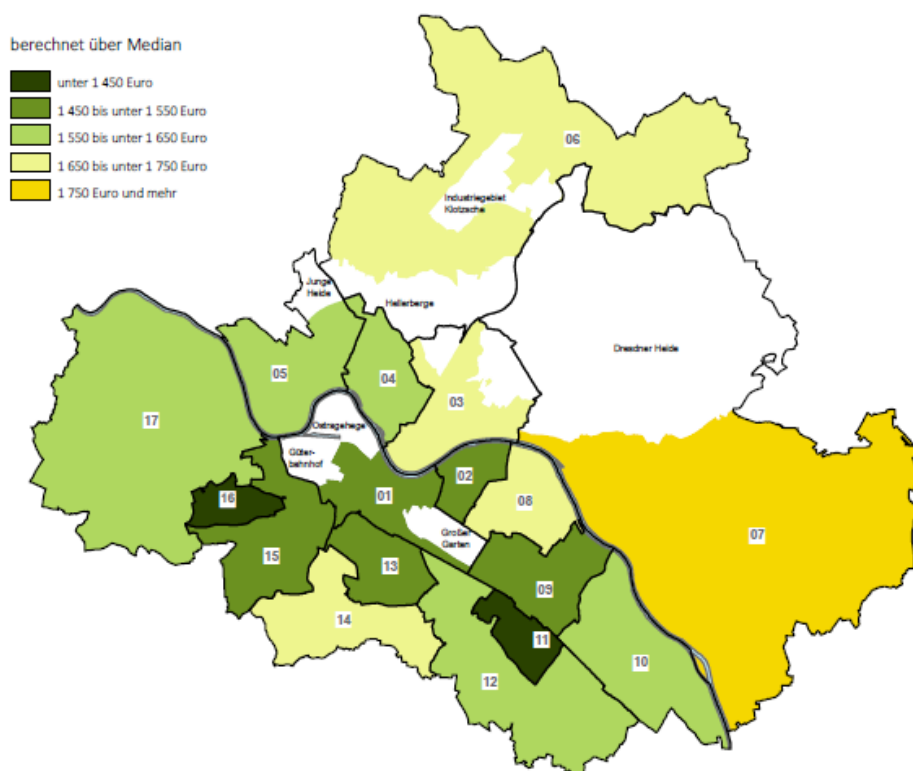 berechnet über Median
unter 1 450 Euro
1 450 bis unter 1 550 Euro
1 550 bis unter 1 650 Euro
1 650 bis unter 1 750 Euro
1 750 Euro und mehr
06
Industriegebiet
Klotzsche
Junge
Heide
Hellerberge
Dresdner Heide
05
04
03
17
Ostragehege
Güter-
bahnhof
02
16
01
08
Großer
Garten
07
15
13
09
14
11
10
12